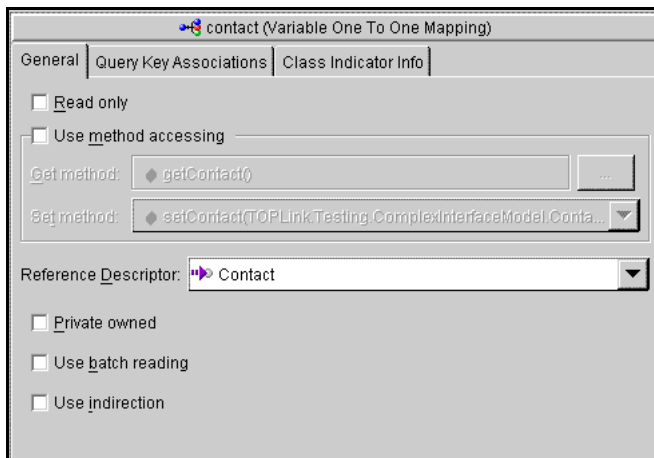 contact (Variable One To One Mapping)
General Query Key Associations Class Indicator Info
Read only
Use method accessing
Get method: getContact() ...
Set method: setContact(TOPLink.Testing.ComplexInterfaceModel.Conta...
Reference Descriptor: Contact
Private owned
Use batch reading
Use indirection